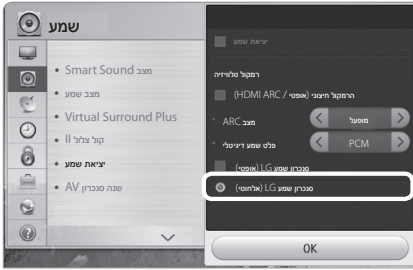 שמע
מצב Smart Sound
מצב שמע
Virtual Surround Plus
קול צלול II
יציאת שמע
שנה סנכרון AV
יציאת שמע
רמקול טלוויזיה
הרמקול חיצוני (אופטי / HDMI ARC)
מצב ARC
מופעל
פלט שמע דיגיטלי
PCM
סנכרון שמע LG (אופטי)
סנכרון שמע LG (אלחוטי)
OK